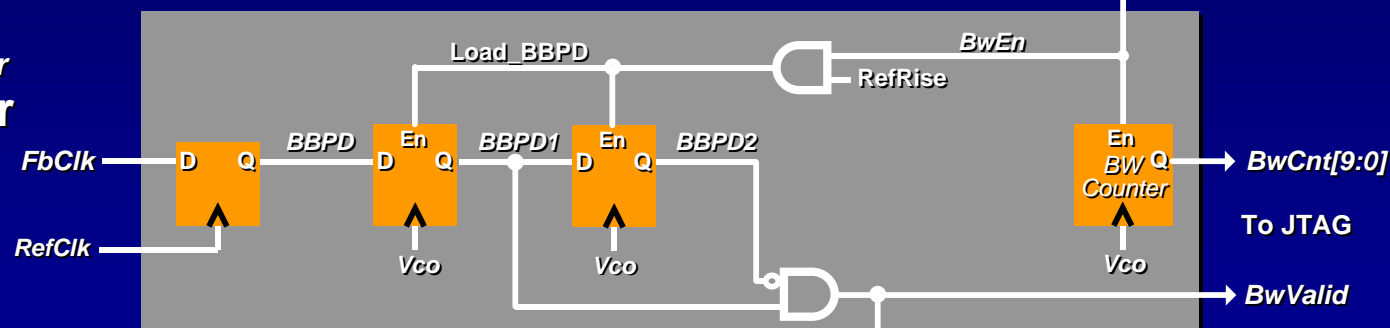 BwEn
Load_BBPD
RefRise
r
r
FbClk
D Q
BBPD
En
D Q
BBPD1
En
D Q
BBPD2
En
BW Q
Counter
BwCnt[9:0]
To JTAG
RefClk
Vco
Vco
Vco
BwValid